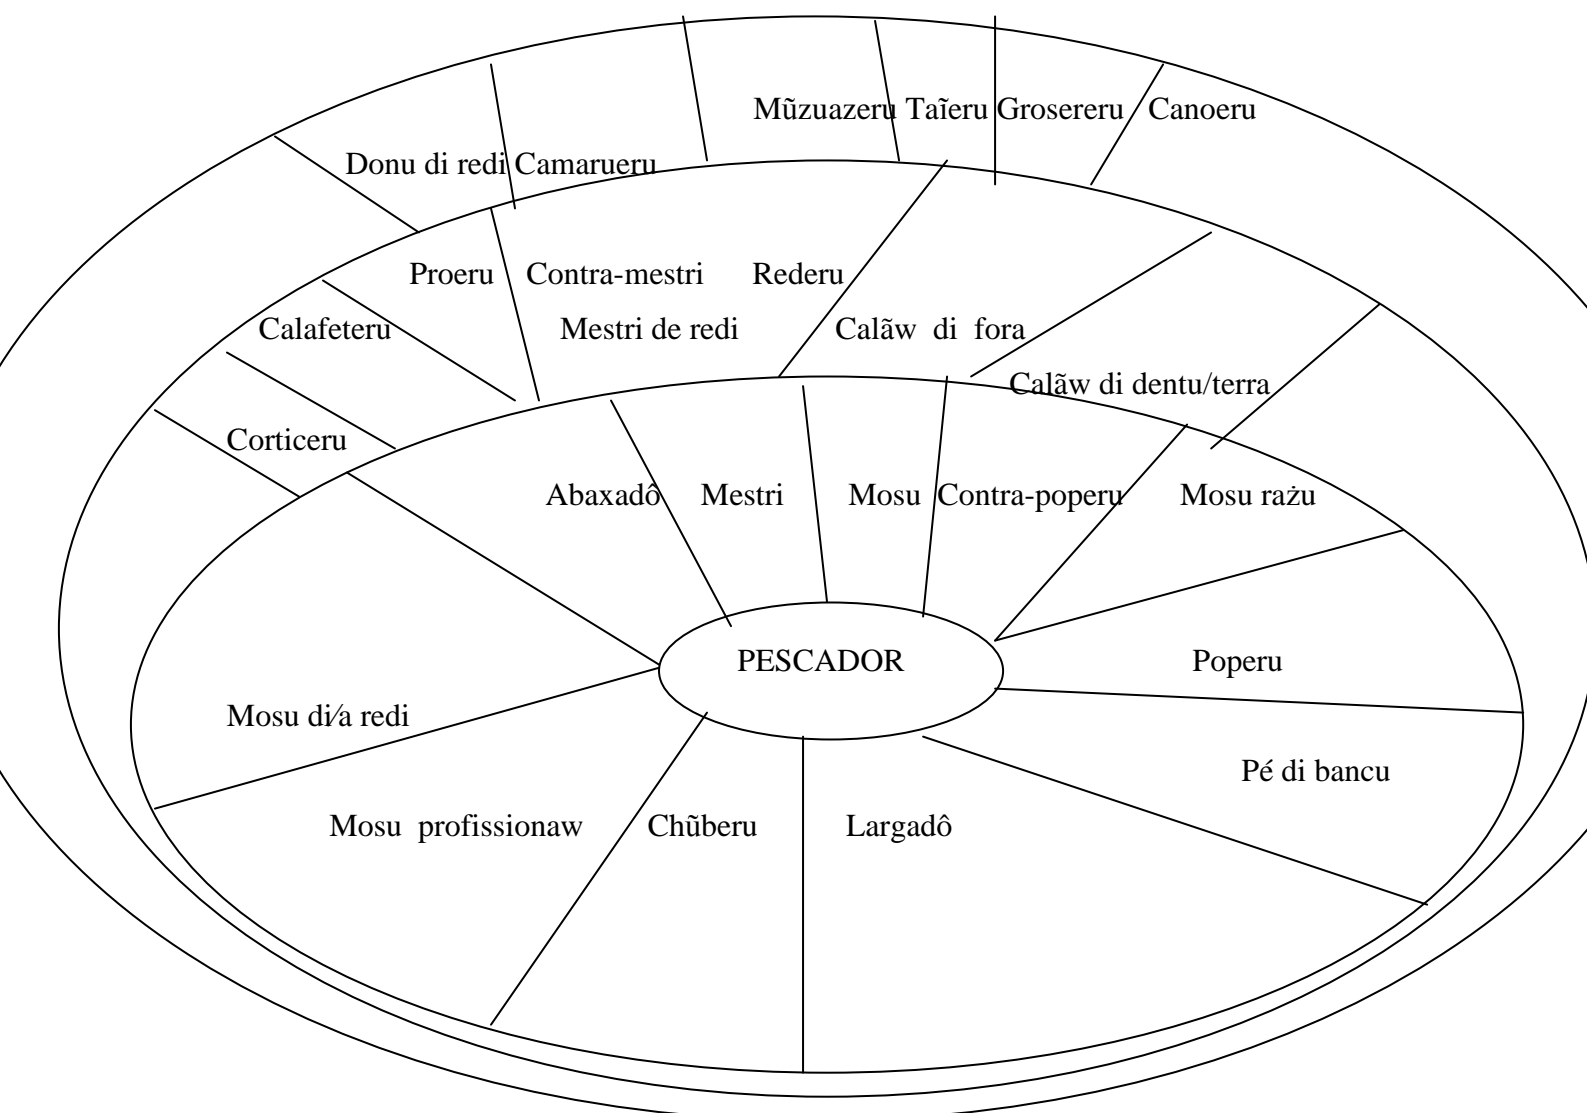 Mũzuazeru Taĩeru Grosereru Canoeru
Donu di redi Camarueru
Proeru Contra-mestri Rederu
Calafeteru Mestri de redi Calãw di fora
Calãw di dentu/terra
Corticeru
Abaxadô Mestri Mosu Contra-poperu Mosu rażu
PESCADOR Poperu
Mosu di⁄a redi
Pé di bancu
Mosu profissionaw Chũberu Largadô